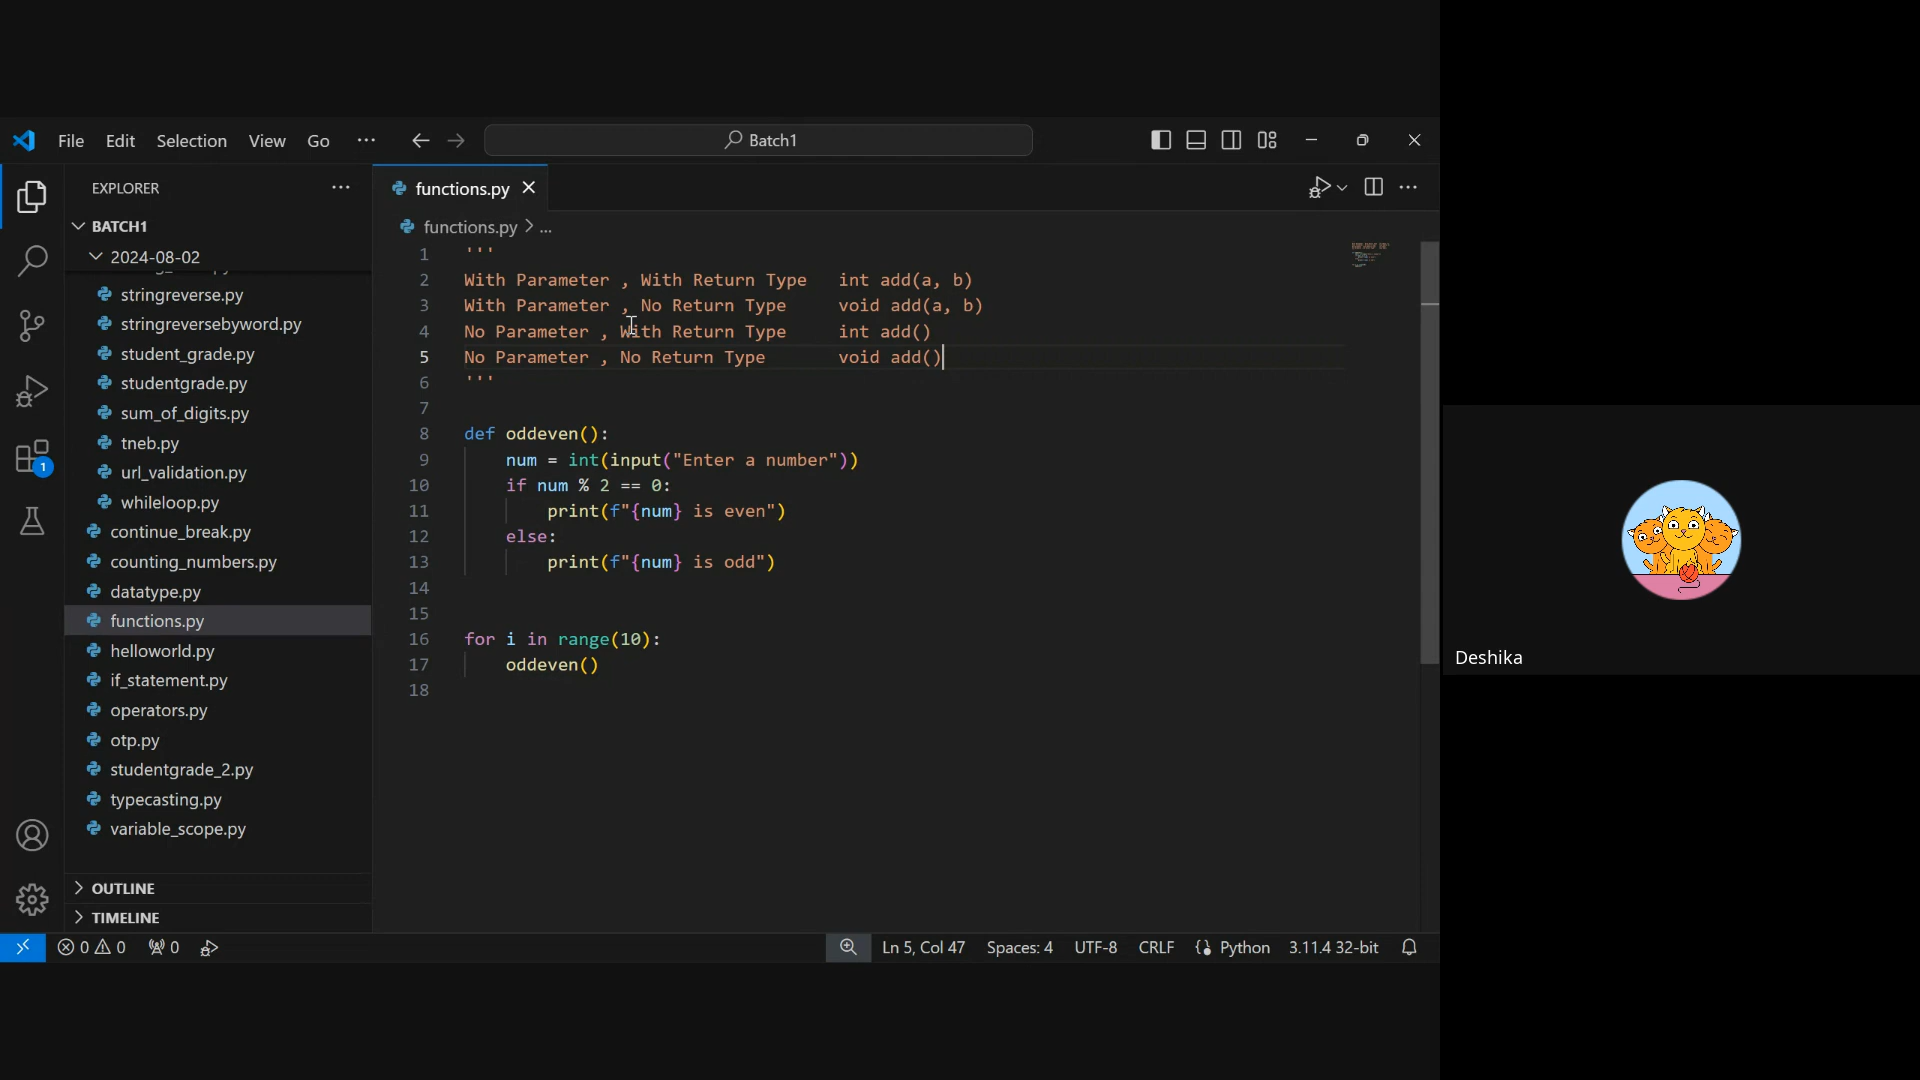 File Edit Selection View Go ... Batch1
EXPLORER ...
BATCH1
2024-08-02
stringreverse.py
stringreversebyword.py
student_grade.py
studentgrade.py
sum_of_digits.py
tneb.py
url_validation.py
whileloop.py
continue_break.py
counting_numbers.py
datatype.py
functions.py
helloworld.py
if_statement.py
operators.py
otp.py
studentgrade_2.py
typecasting.py
variable_scope.py
OUTLINE
TIMELINE
1
functions.py
functions.py > ...
1 '''
2 With Parameter , With Return Type   int add(a, b)
3 With Parameter , No Return Type     void add(a, b)
4 No Parameter , With Return Type     int add()
5 No Parameter , No Return Type       void add()
6 '''
7
8 def oddeven():
9     num = int(input("Enter a number"))
10     if num % 2 == 0:
11         print(f"{num} is even")
12     else:
13         print(f"{num} is odd")
14
15
16 for i in range(10):
17     oddeven()
18
0 0 0 Ln 5, Col 47 Spaces: 4 UTF-8 CRLF Python 3.11.4 32-bit
Deshika